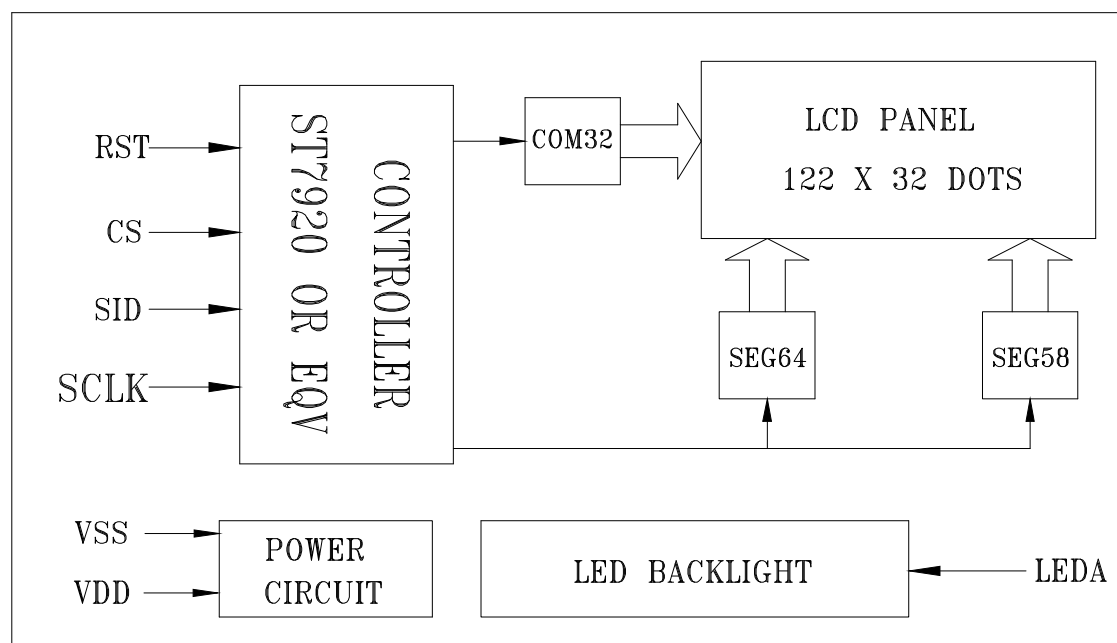 RST
CS
SID
SCLK
CONTROLLER
ST7920 OR EQV
COM32
LCD PANEL
122 X 32 DOTS
SEG64
SEG58
VSS
VDD
POWER
CIRCUIT
LED BACKLIGHT
LEDA